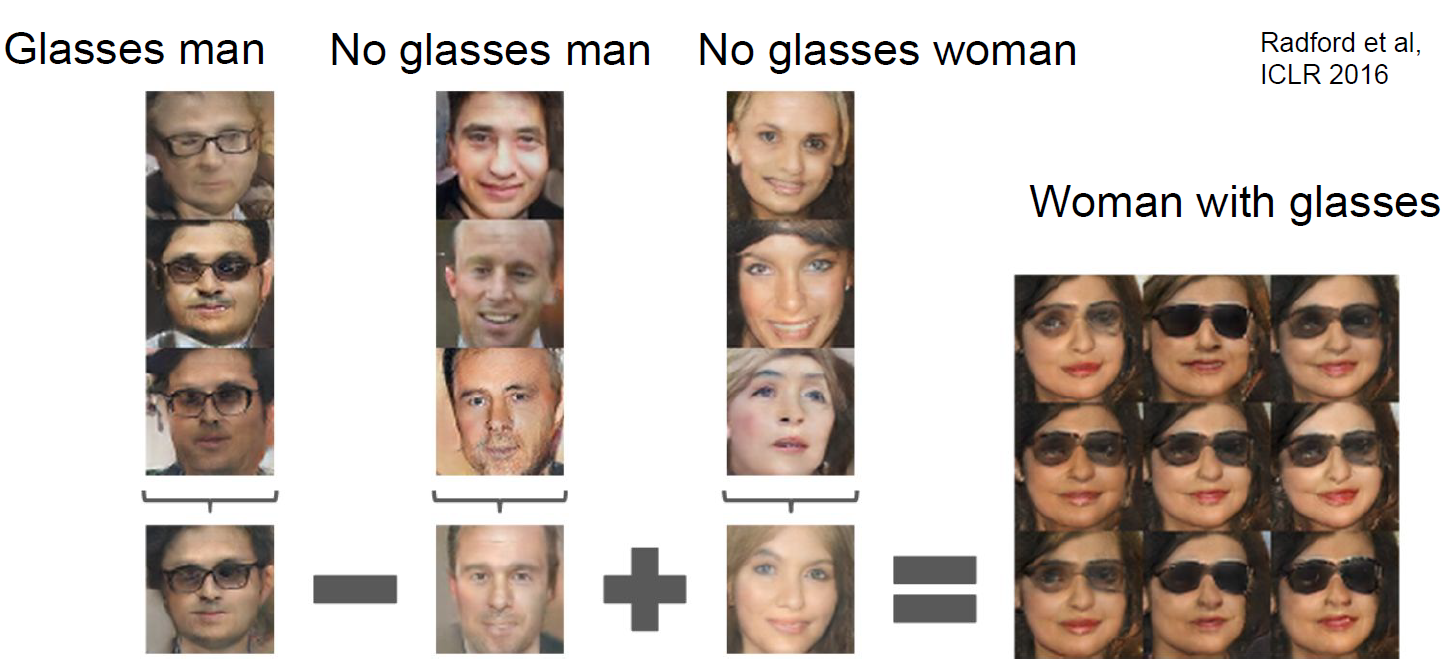 Glasses man
No glasses man
No glasses woman
Radford et al,
ICLR 2016
Woman with glasses